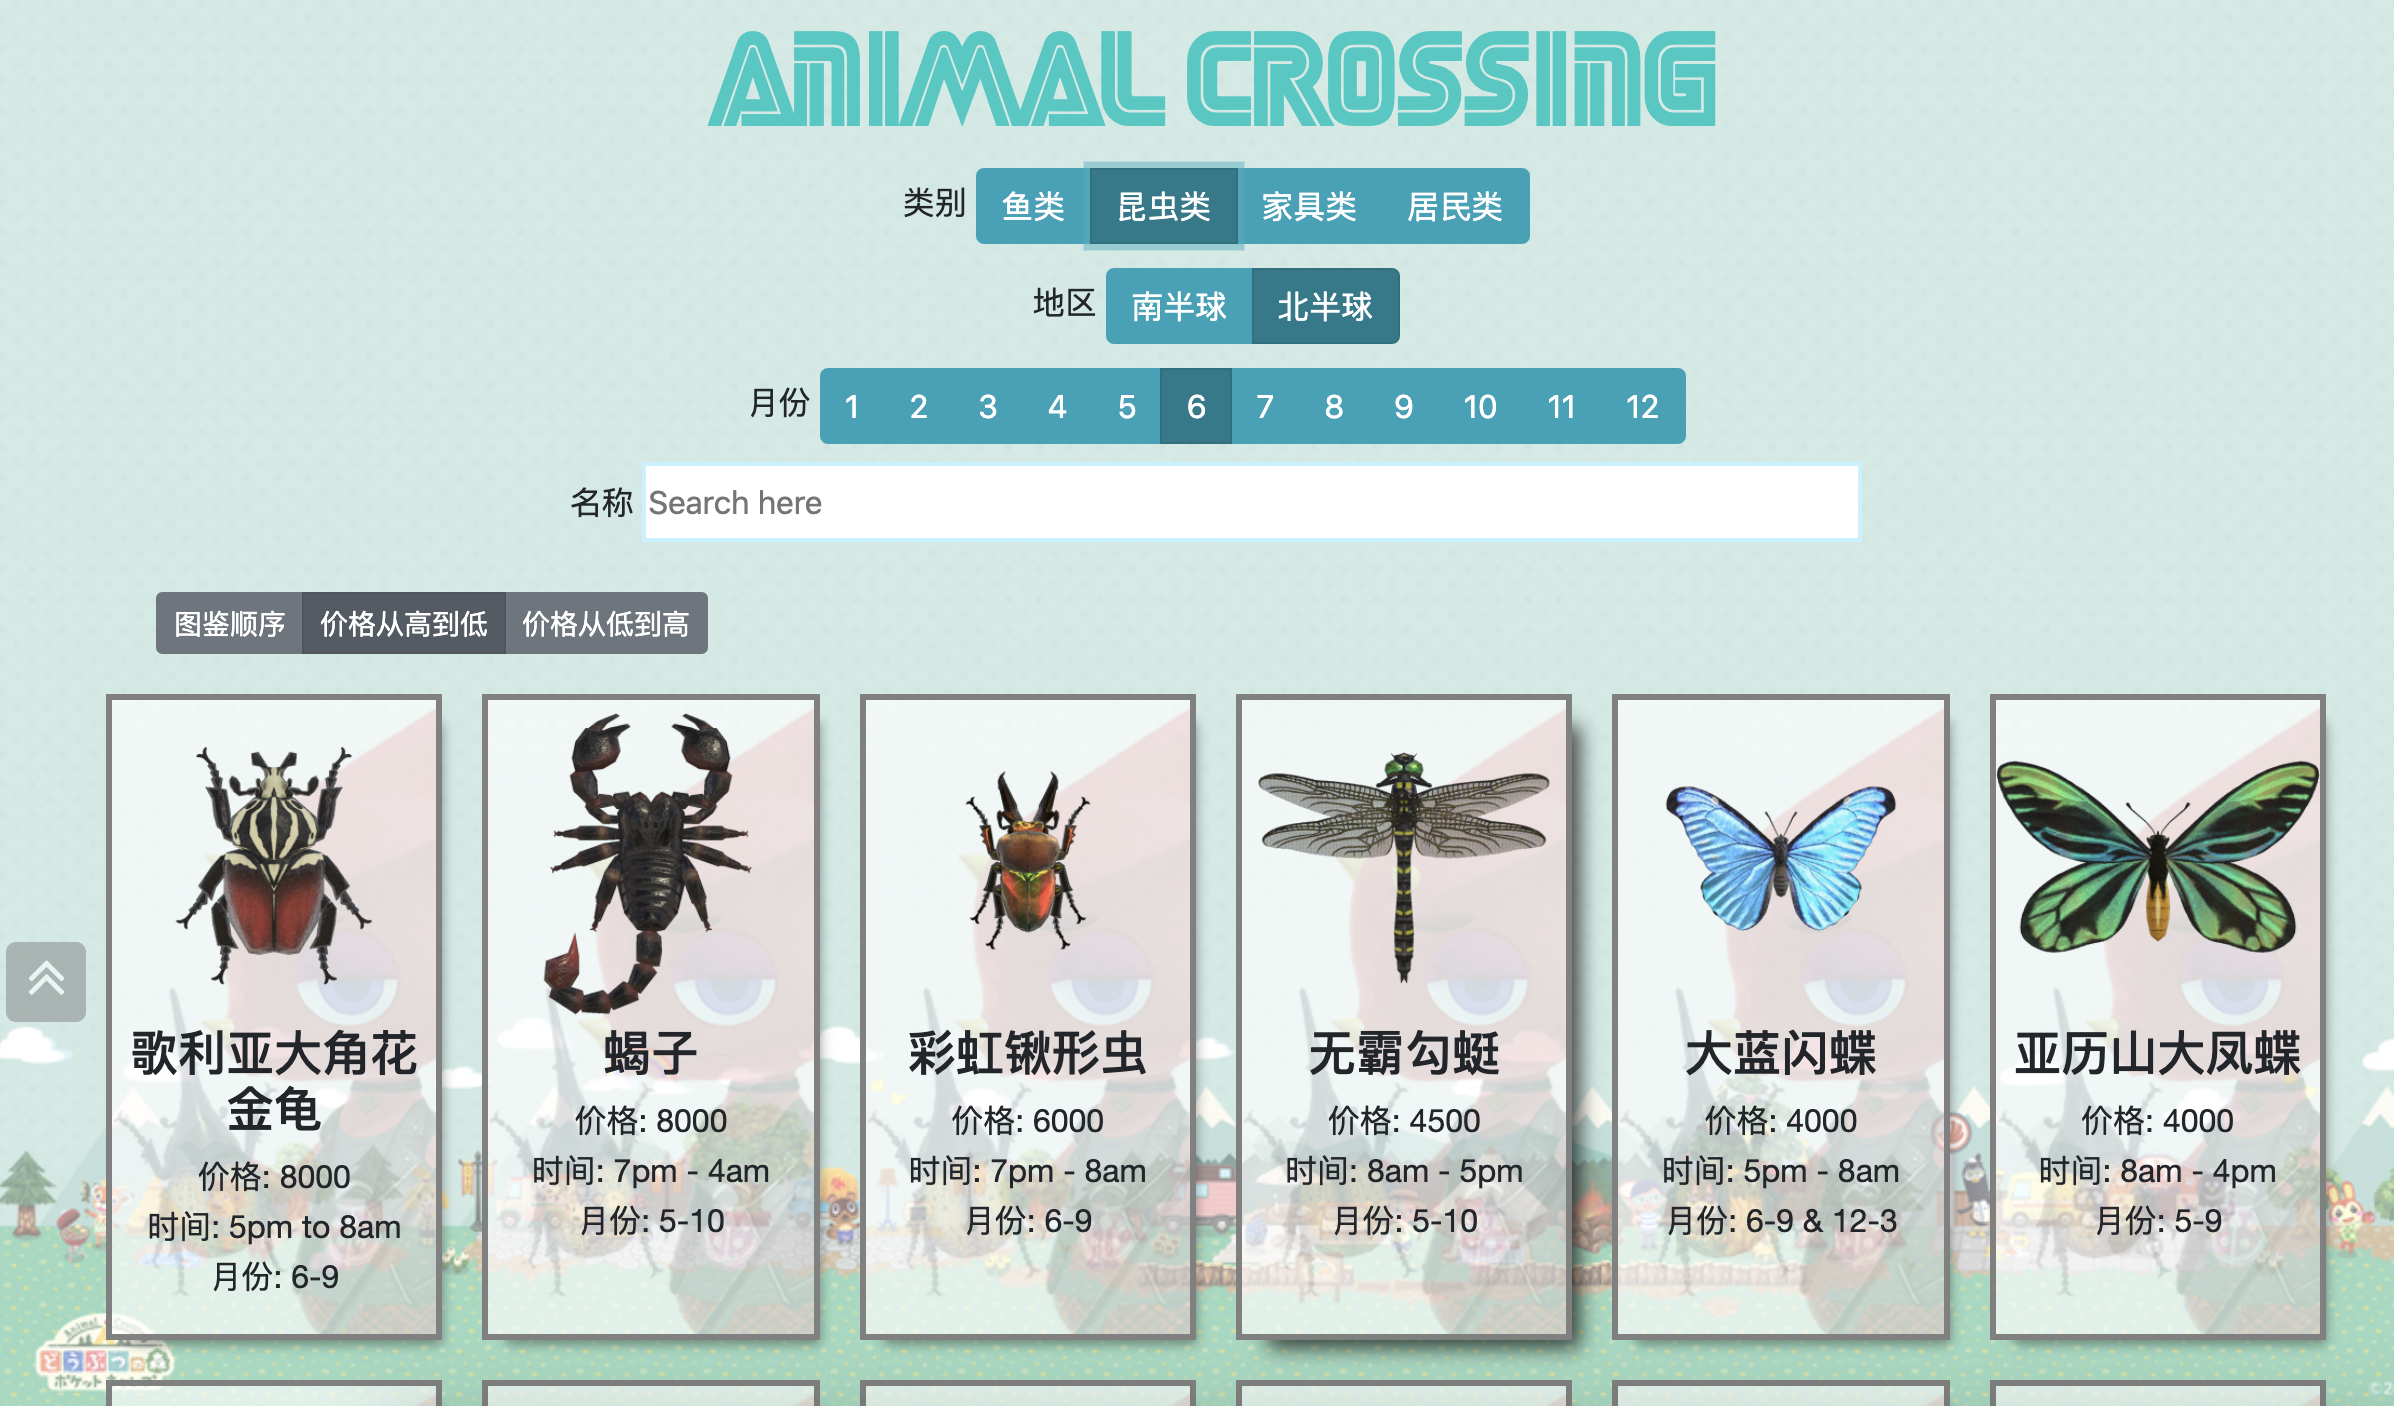 ANIMAL CROSSING
类别 鱼类 昆虫类 家具类 居民类
地区 南半球 北半球
月份 1 2 3 4 5 6 7 8 9 10 11 12
名称 Search here
图鉴顺序 价格从高到低 价格从低到高
歌利亚大角花
金龟
价格: 8000
时间: 5pm to 8am
月份: 6-9
蝎子
价格: 8000
时间: 7pm - 4am
月份: 5-10
彩虹锹形虫
价格: 6000
时间: 7pm - 8am
月份: 6-9
无霸勾蜓
价格: 4500
时间: 8am - 5pm
月份: 5-10
大蓝闪蝶
价格: 4000
时间: 5pm - 8am
月份: 6-9 & 12-3
亚历山大凤蝶
价格: 4000
时间: 8am - 4pm
月份: 5-9
どうぶつの森